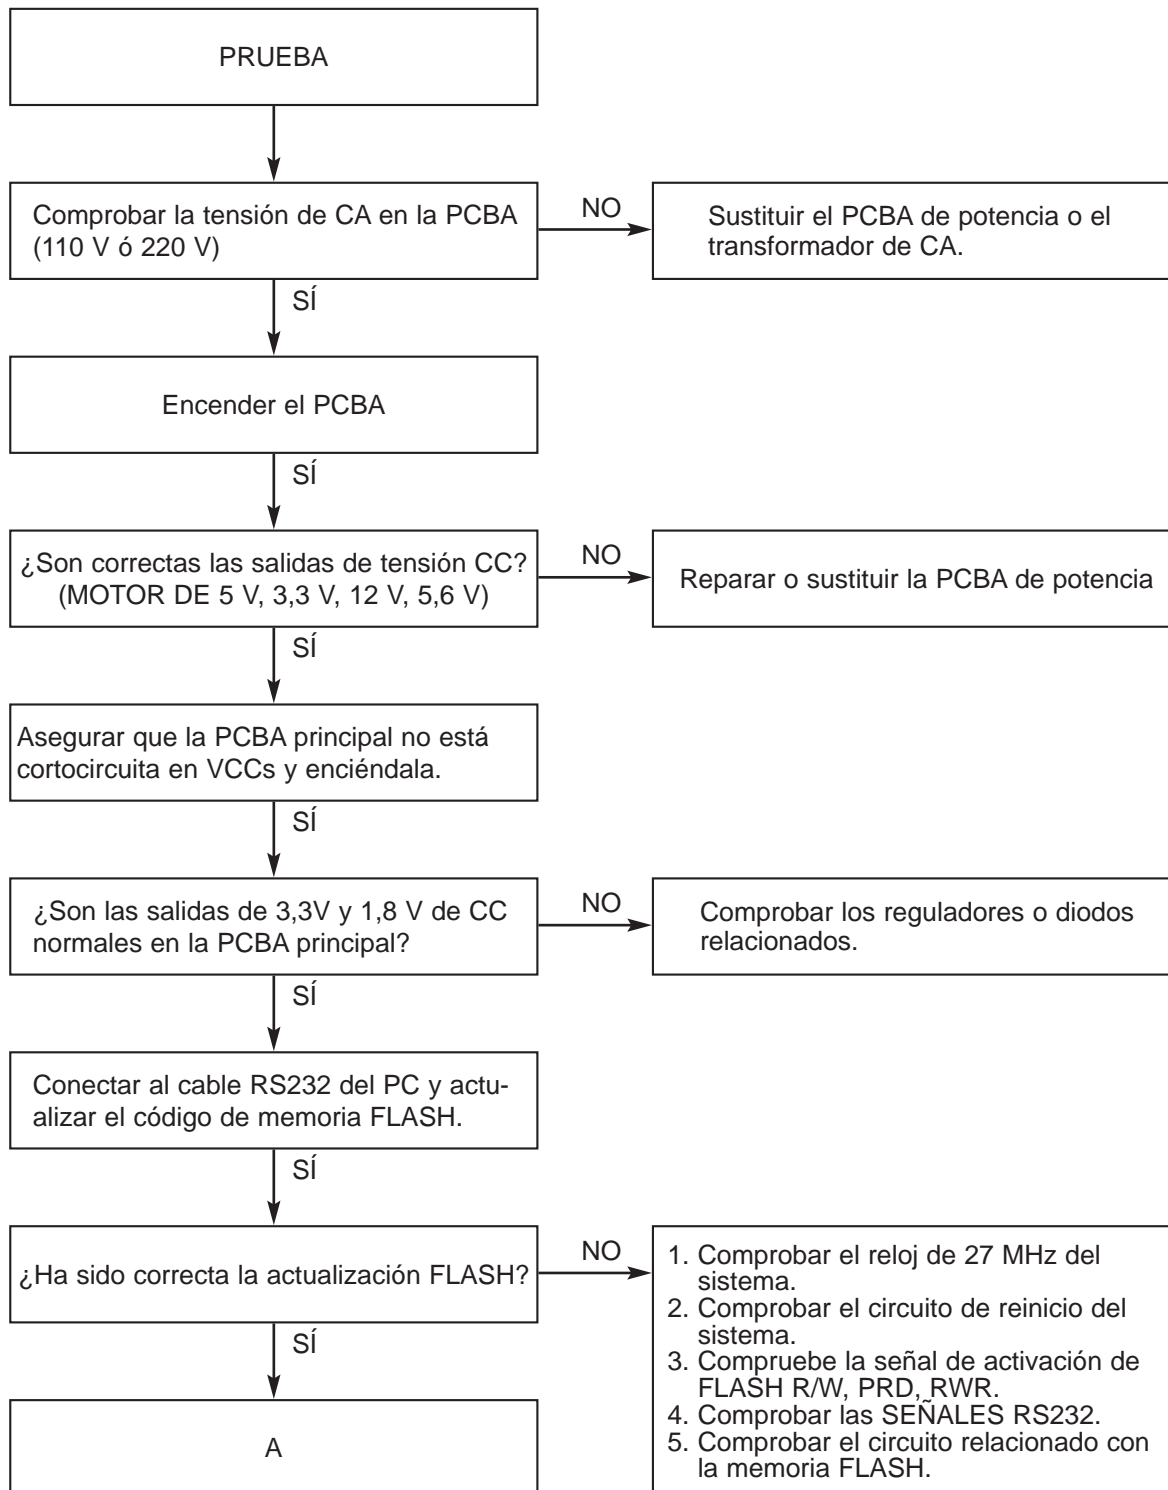 PRUEBA
Comprobar la tensión de CA en la PCBA
(110 V ó 220 V)
NO
Sustituir el PCBA de potencia o el
transformador de CA.
SÍ
Encender el PCBA
SÍ
¿Son correctas las salidas de tensión CC?
(MOTOR DE 5 V, 3,3 V, 12 V, 5,6 V)
NO
Reparar o sustituir la PCBA de potencia
SÍ
Asegurar que la PCBA principal no está
cortocircuita en VCCs y enciéndala.
SÍ
¿Son las salidas de 3,3V y 1,8 V de CC
normales en la PCBA principal?
NO
Comprobar los reguladores o diodos
relacionados.
SÍ
Conectar al cable RS232 del PC y actu-
alizar el código de memoria FLASH.
SÍ
¿Ha sido correcta la actualización FLASH?
NO
1. Comprobar el reloj de 27 MHz del
sistema.
2. Comprobar el circuito de reinicio del
sistema.
3. Compruebe la señal de activación de
FLASH R/W, PRD, RWR.
4. Comprobar las SEÑALES RS232.
5. Comprobar el circuito relacionado con
la memoria FLASH.
SÍ
A